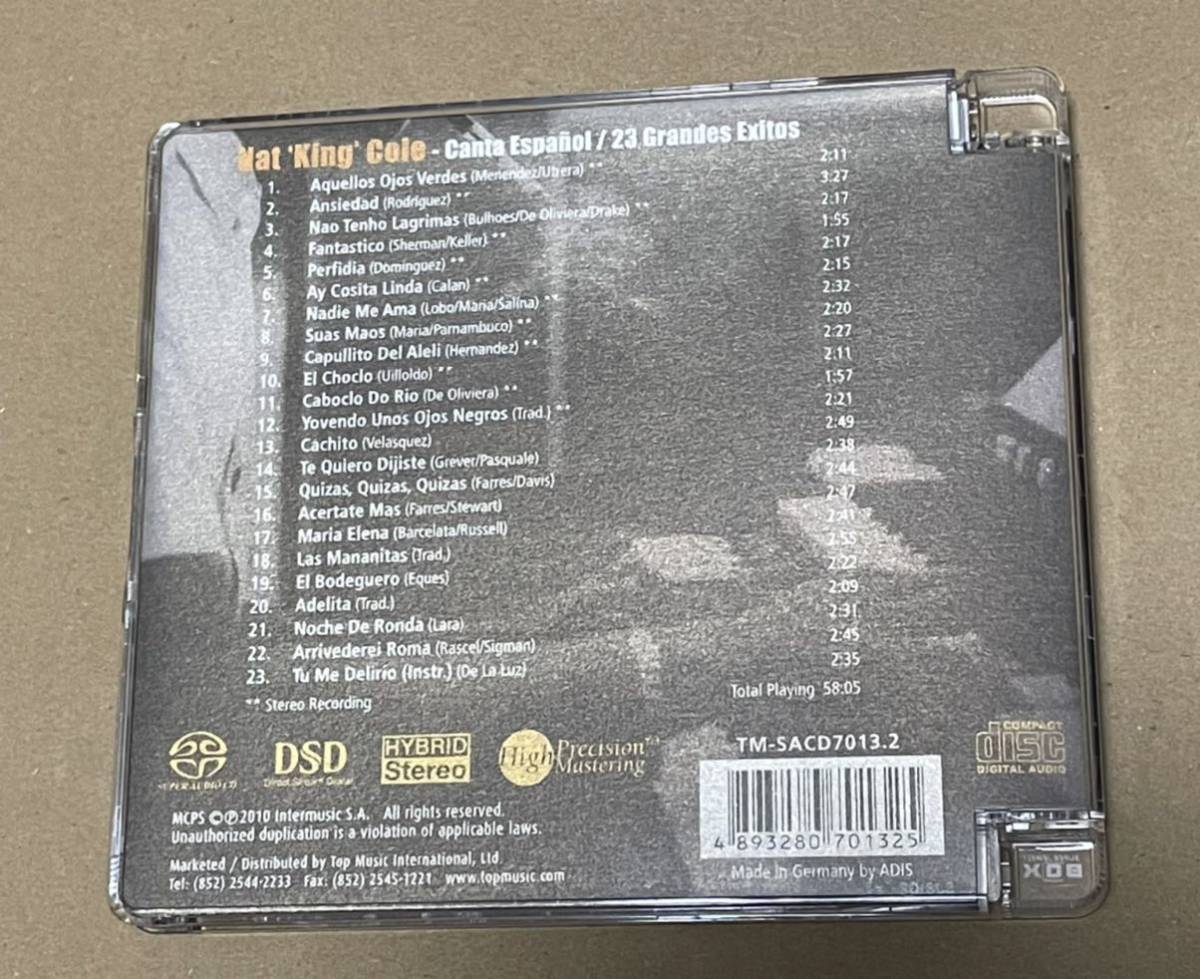 Nat 'King' Cole - Canta Español / 23 Grandes Exitos
1. Aquellos Ojos Verdes (Menendez/Utrera) ** 2:11
2. Ansiedad (Rodriguez) ** 3:27
3. Nao Tenho Lagrimas (Bulhoes/De Oliviera/Drake) ** 2:17
4. Fantastico (Sherman/Keller) ** 1:55
5. Perfidia (Dominguez) ** 2:17
6. Ay Cosita Linda (Calan) ** 2:15
7. Nadie Me Ama (Lobo/Maria/Salina) ** 2:32
8. Suas Maos (Maria/Parnambuco) ** 2:20
9. Capullito Del Aleli (Hernandez) ** 2:27
10. El Choclo (Uilloldo) ** 2:11
11. Caboclo Do Rio (De Oliviera) ** 1:57
12. Yovendo Unos Ojos Negros (Trad.) ** 2:21
13. Cachito (Velasquez) 2:49
14. Te Quiero Dijiste (Grever/Pasquale) 2:38
15. Quizas, Quizas, Quizas (Farres/Davis) 2:44
16. Acertate Mas (Farres/Stewart) 2:47
17. Maria Elena (Barcelata/Russell) 2:41
18. Las Mananitas (Trad.) 2:55
19. El Bodeguero (Eques) 2:22
20. Adelita (Trad.) 2:09
21. Noche De Ronda (Lara) 2:31
22. Arrivederei Roma (Rascel/Sigman) 2:45
23. Tu Me Delirio (Instr.) (De La Luz) 2:35
** Stereo Recording
Total Playing 58:05
SUPER AUDIO CD
DSD
Direct Stream Digital
HYBRID
Stereo
High Precision™
Mastering
TM-SACD7013.2
COMPACT
disc
DIGITAL AUDIO
4 893280 701325
MCPS ©℗2010 Intermusic S.A. All rights reserved.
Unauthorized duplication is a violation of applicable laws.
Marketed / Distributed by Top Music International, Ltd
Tel: (852) 2544-2233 Fax: (852) 2545-1221 www.topmusic.com
Made In Germany by ADIS
BOX